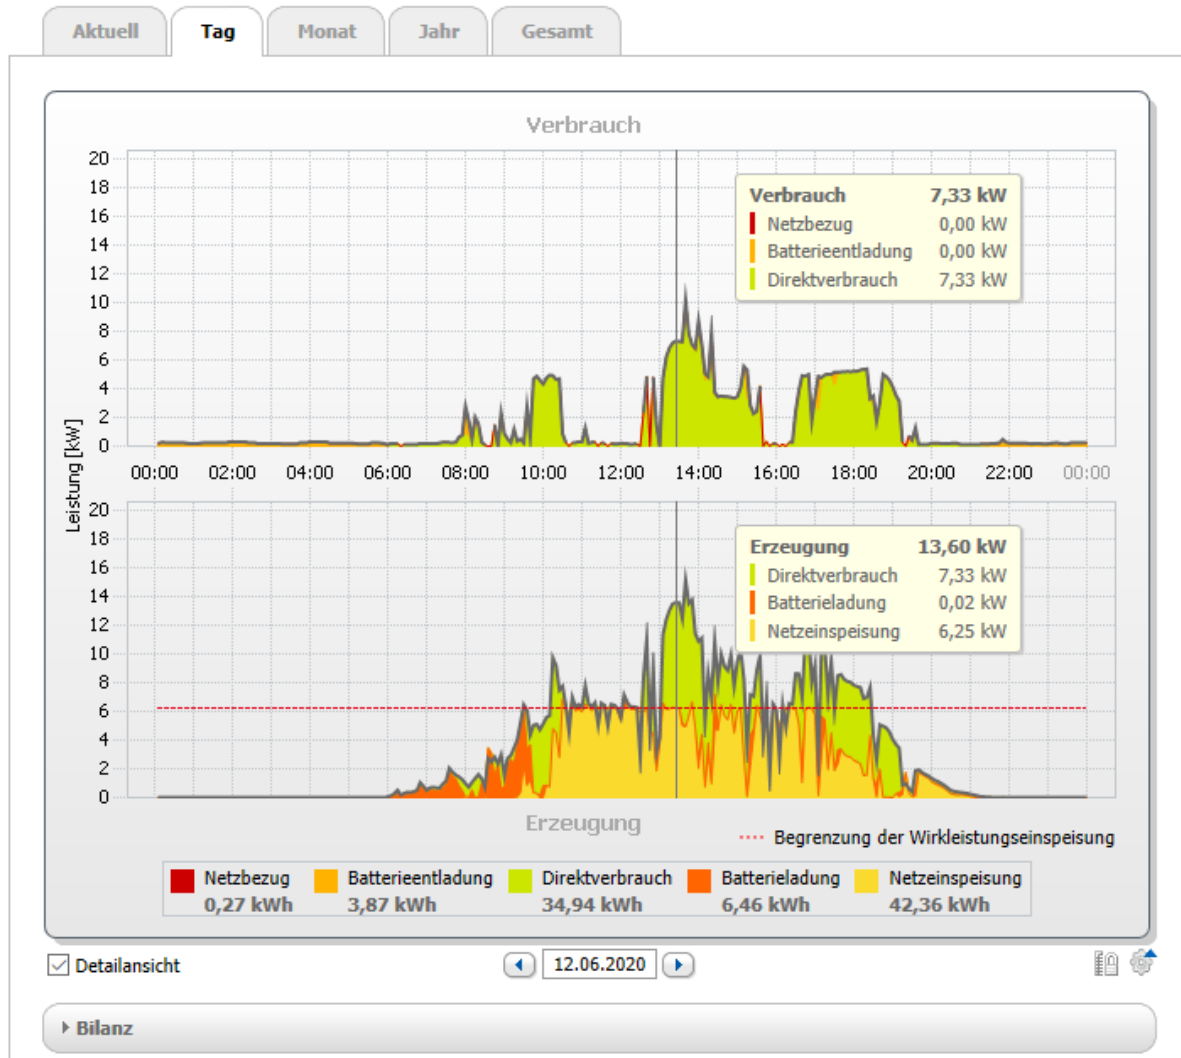 Aktuell Tag Monat Jahr Gesamt
Verbrauch
20
18
16
14
12
10
8
6
4
2
0
Verbrauch 7,33 kW
Netzbezug 0,00 kW
Batterieentladung 0,00 kW
Direktverbrauch 7,33 kW
Leistung [kW]
00:00 02:00 04:00 06:00 08:00 10:00 12:00 14:00 16:00 18:00 20:00 22:00 00:00
20
18
16
14
12
10
8
6
4
2
0
Erzeugung 13,60 kW
Direktverbrauch 7,33 kW
Batterieladung 0,02 kW
Netzeinspeisung 6,25 kW
Erzeugung
Begrenzung der Wirkleistungseinspeisung
Netzbezug Batterieentladung Direktverbrauch Batterieladung Netzeinspeisung
0,27 kWh 3,87 kWh 34,94 kWh 6,46 kWh 42,36 kWh
Detailansicht 12.06.2020
Bilanz